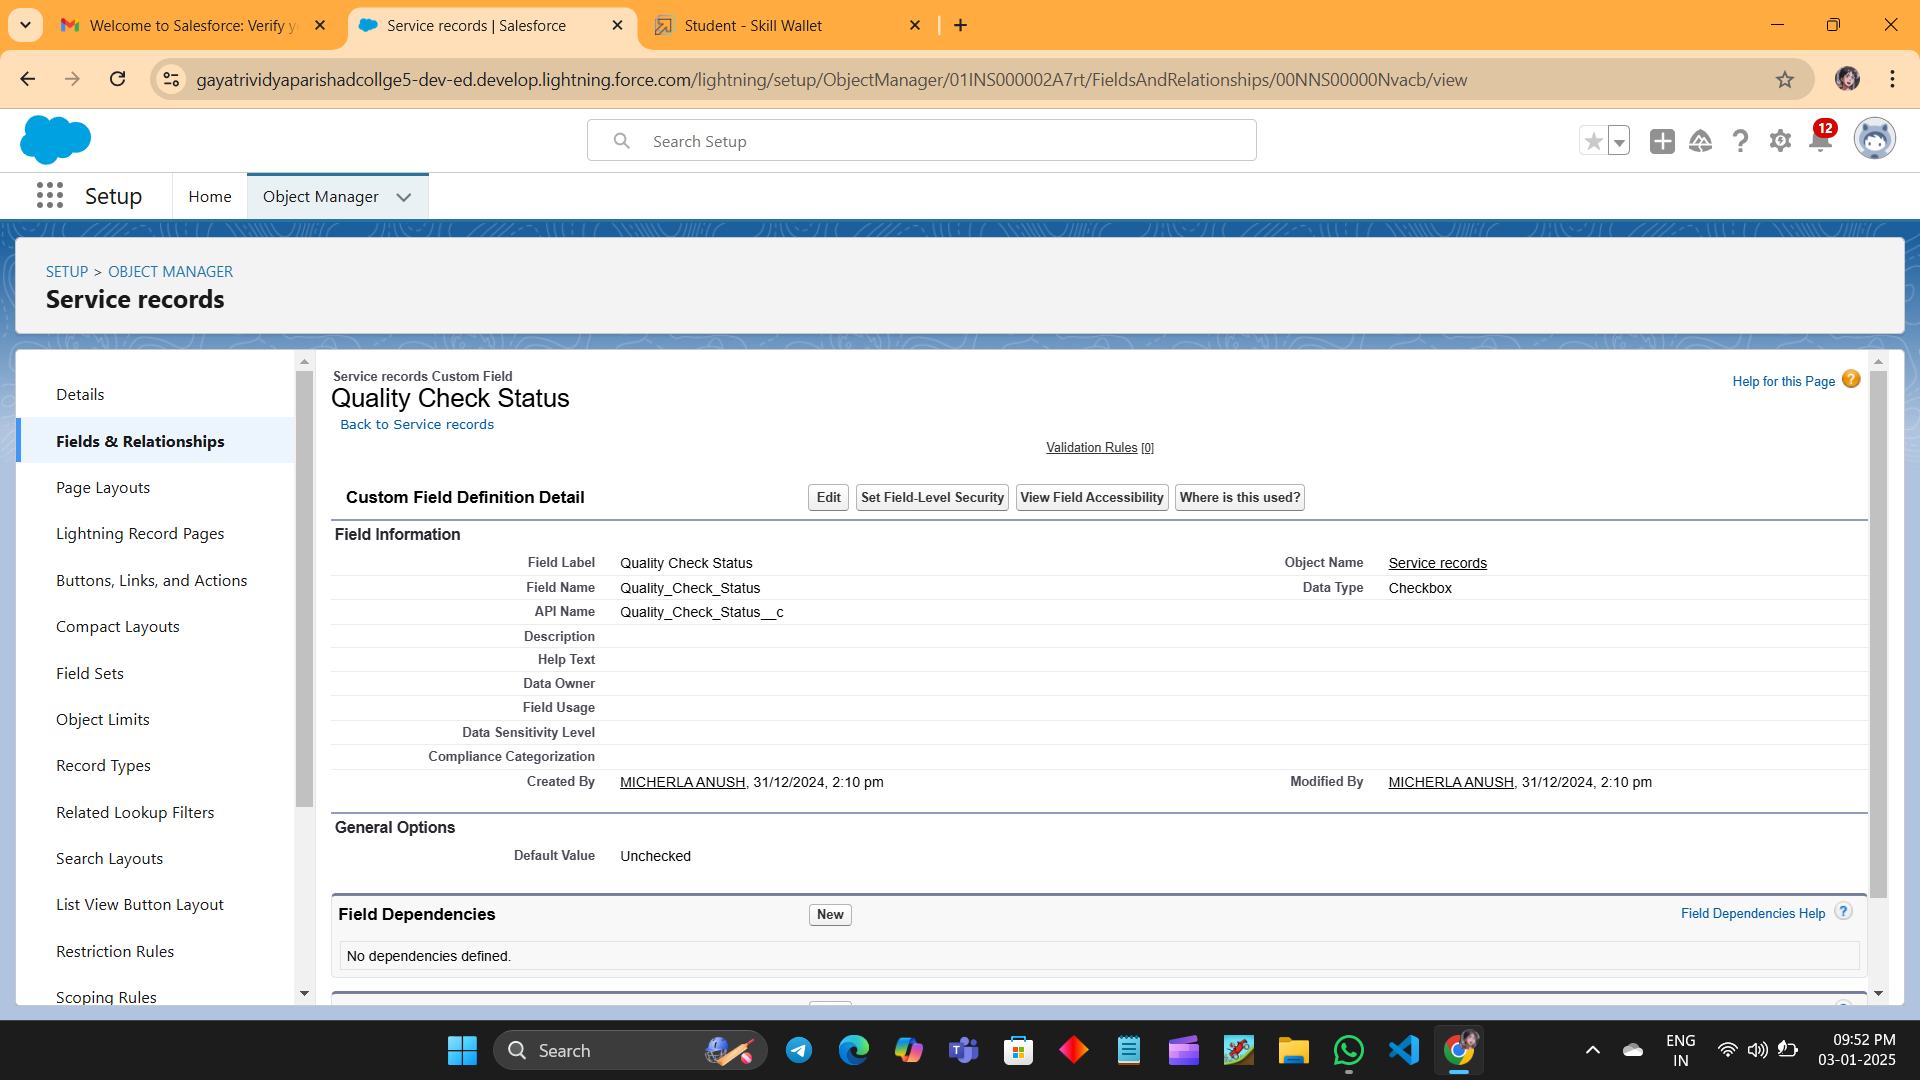 Welcome to Salesforce: Verify y
Service records | Salesforce
Student - Skill Wallet
gayatrividyaparishadcollge5-dev-ed.develop.lightning.force.com/lightning/setup/ObjectManager/01INS000002A7rt/FieldsAndRelationships/00NNS00000Nvacb/view
Search Setup
12
Setup
Home
Object Manager
SETUP > OBJECT MANAGER
Service records
Details
Fields & Relationships
Page Layouts
Lightning Record Pages
Buttons, Links, and Actions
Compact Layouts
Field Sets
Object Limits
Record Types
Related Lookup Filters
Search Layouts
List View Button Layout
Restriction Rules
Scoping Rules
Service records Custom Field
Quality Check Status
Back to Service records
Help for this Page
Validation Rules [0]
Custom Field Definition Detail
Edit
Set Field-Level Security
View Field Accessibility
Where is this used?
Field Information
Field Label Quality Check Status Object Name Service records
Field Name Quality_Check_Status Data Type Checkbox
API Name Quality_Check_Status__c
Description
Help Text
Data Owner
Field Usage
Data Sensitivity Level
Compliance Categorization
Created By MICHERLA ANUSH, 31/12/2024, 2:10 pm Modified By MICHERLA ANUSH, 31/12/2024, 2:10 pm
General Options
Default Value Unchecked
Field Dependencies New Field Dependencies Help ?
No dependencies defined.
Search
ENG
IN
09:52 PM
03-01-2025